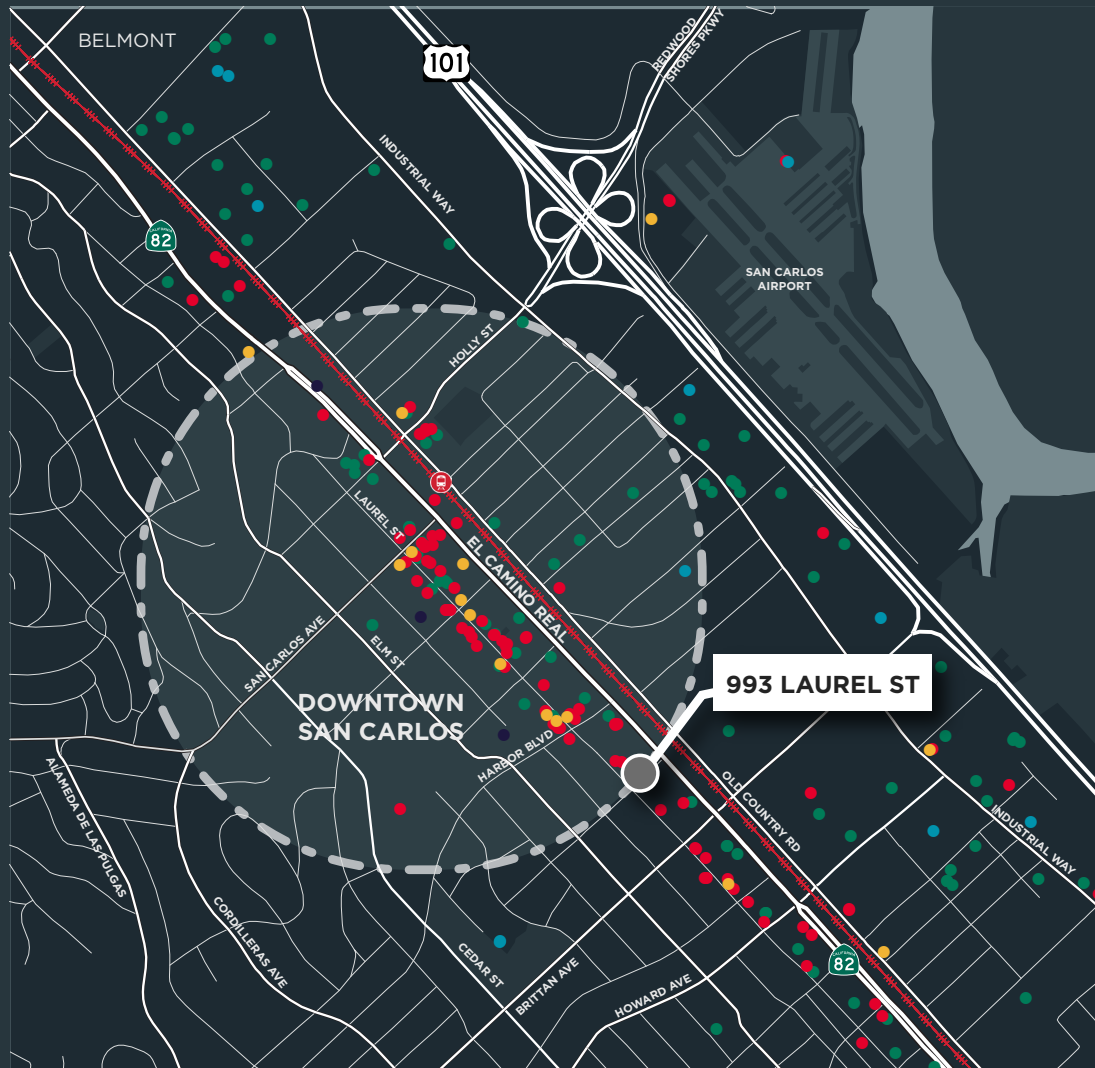 BELMONT
101
REDWOOD
SHORES PKWY
INDUSTRIAL WAY
CALIFORNIA
82
SAN CARLOS
AIRPORT
HOLLY ST
LAUREL ST
EL CAMINO REAL
SAN CARLOS AVE
ELM ST
993 LAUREL ST
DOWNTOWN
SAN CARLOS
HARBOR BLVD
ALAMEDA DE LAS PULGAS
OLD COUNTRY RD
INDUSTRIAL WAY
CORDILLERAS AVE
CEDAR ST
BRITTAN AVE
HOWARD AVE
CALIFORNIA
82